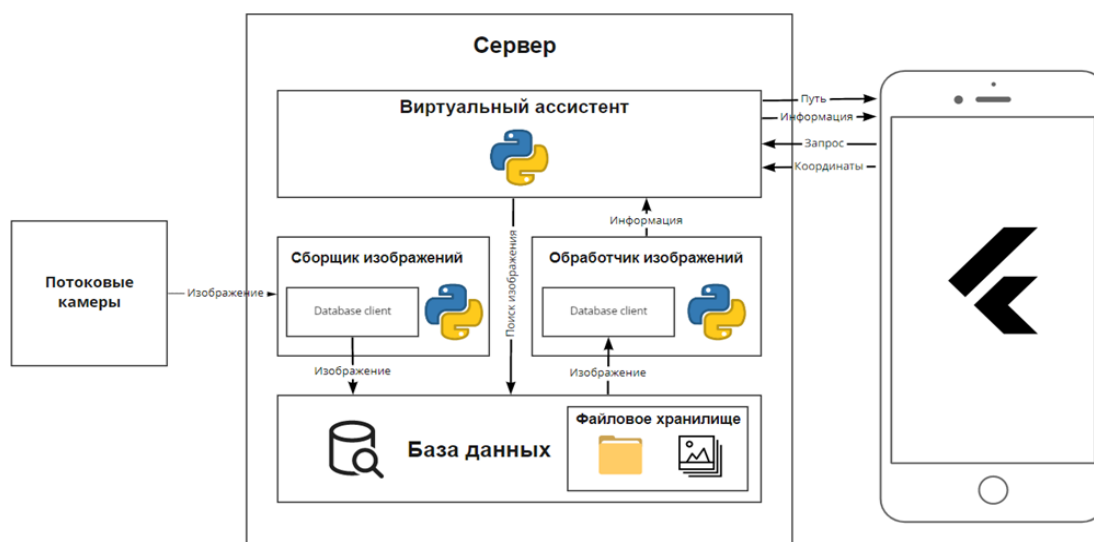 Сервер
Виртуальный ассистент
Путь
Информация
Запрос
Координаты
Информация
Поиск изображения
Сборщик изображений
Обработчик изображений
Потоковые
камеры
Изображение
Database client
Database client
Изображение
Изображение
База данных
Файловое хранилище